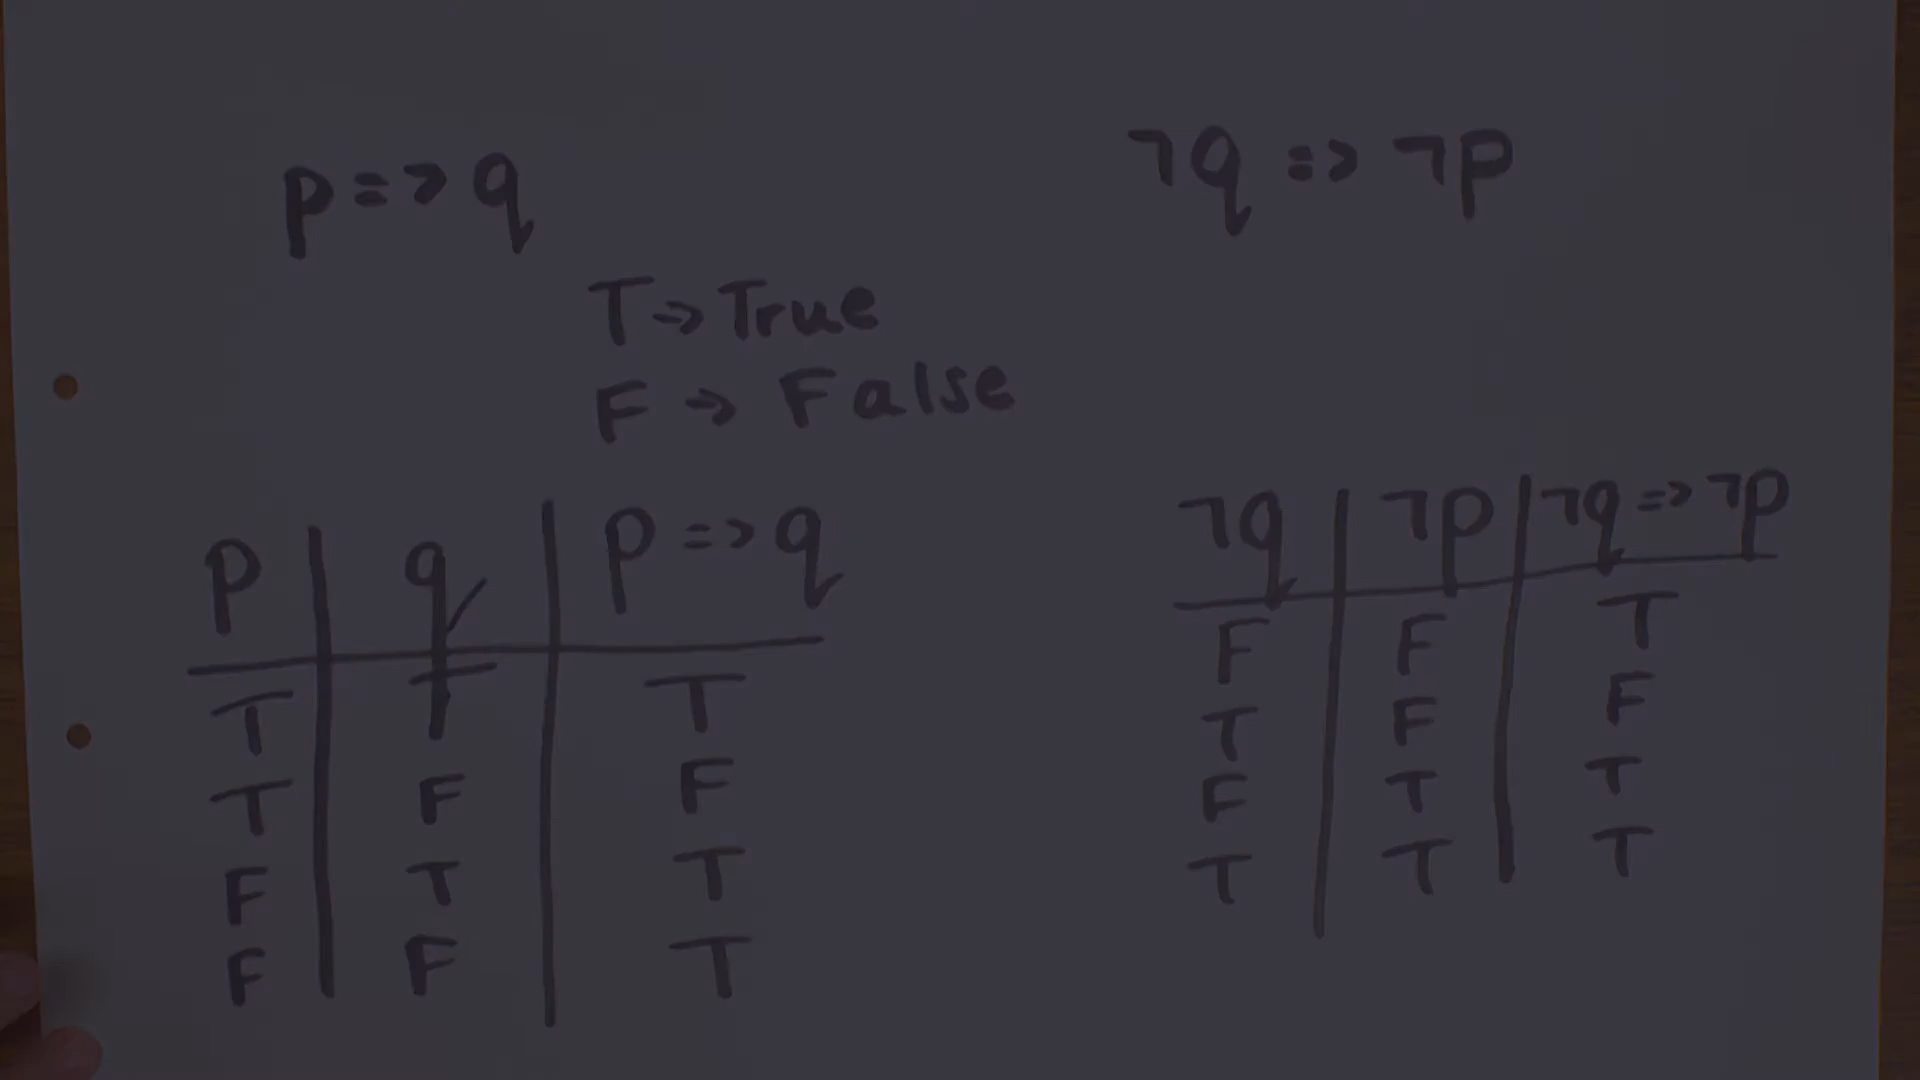 p => q
¬q => ¬p
T => True
F => False
p q p => q
T T T
T F F
F T T
F F T
¬q ¬p ¬q => ¬p
F F T
T F F
F T T
T T T